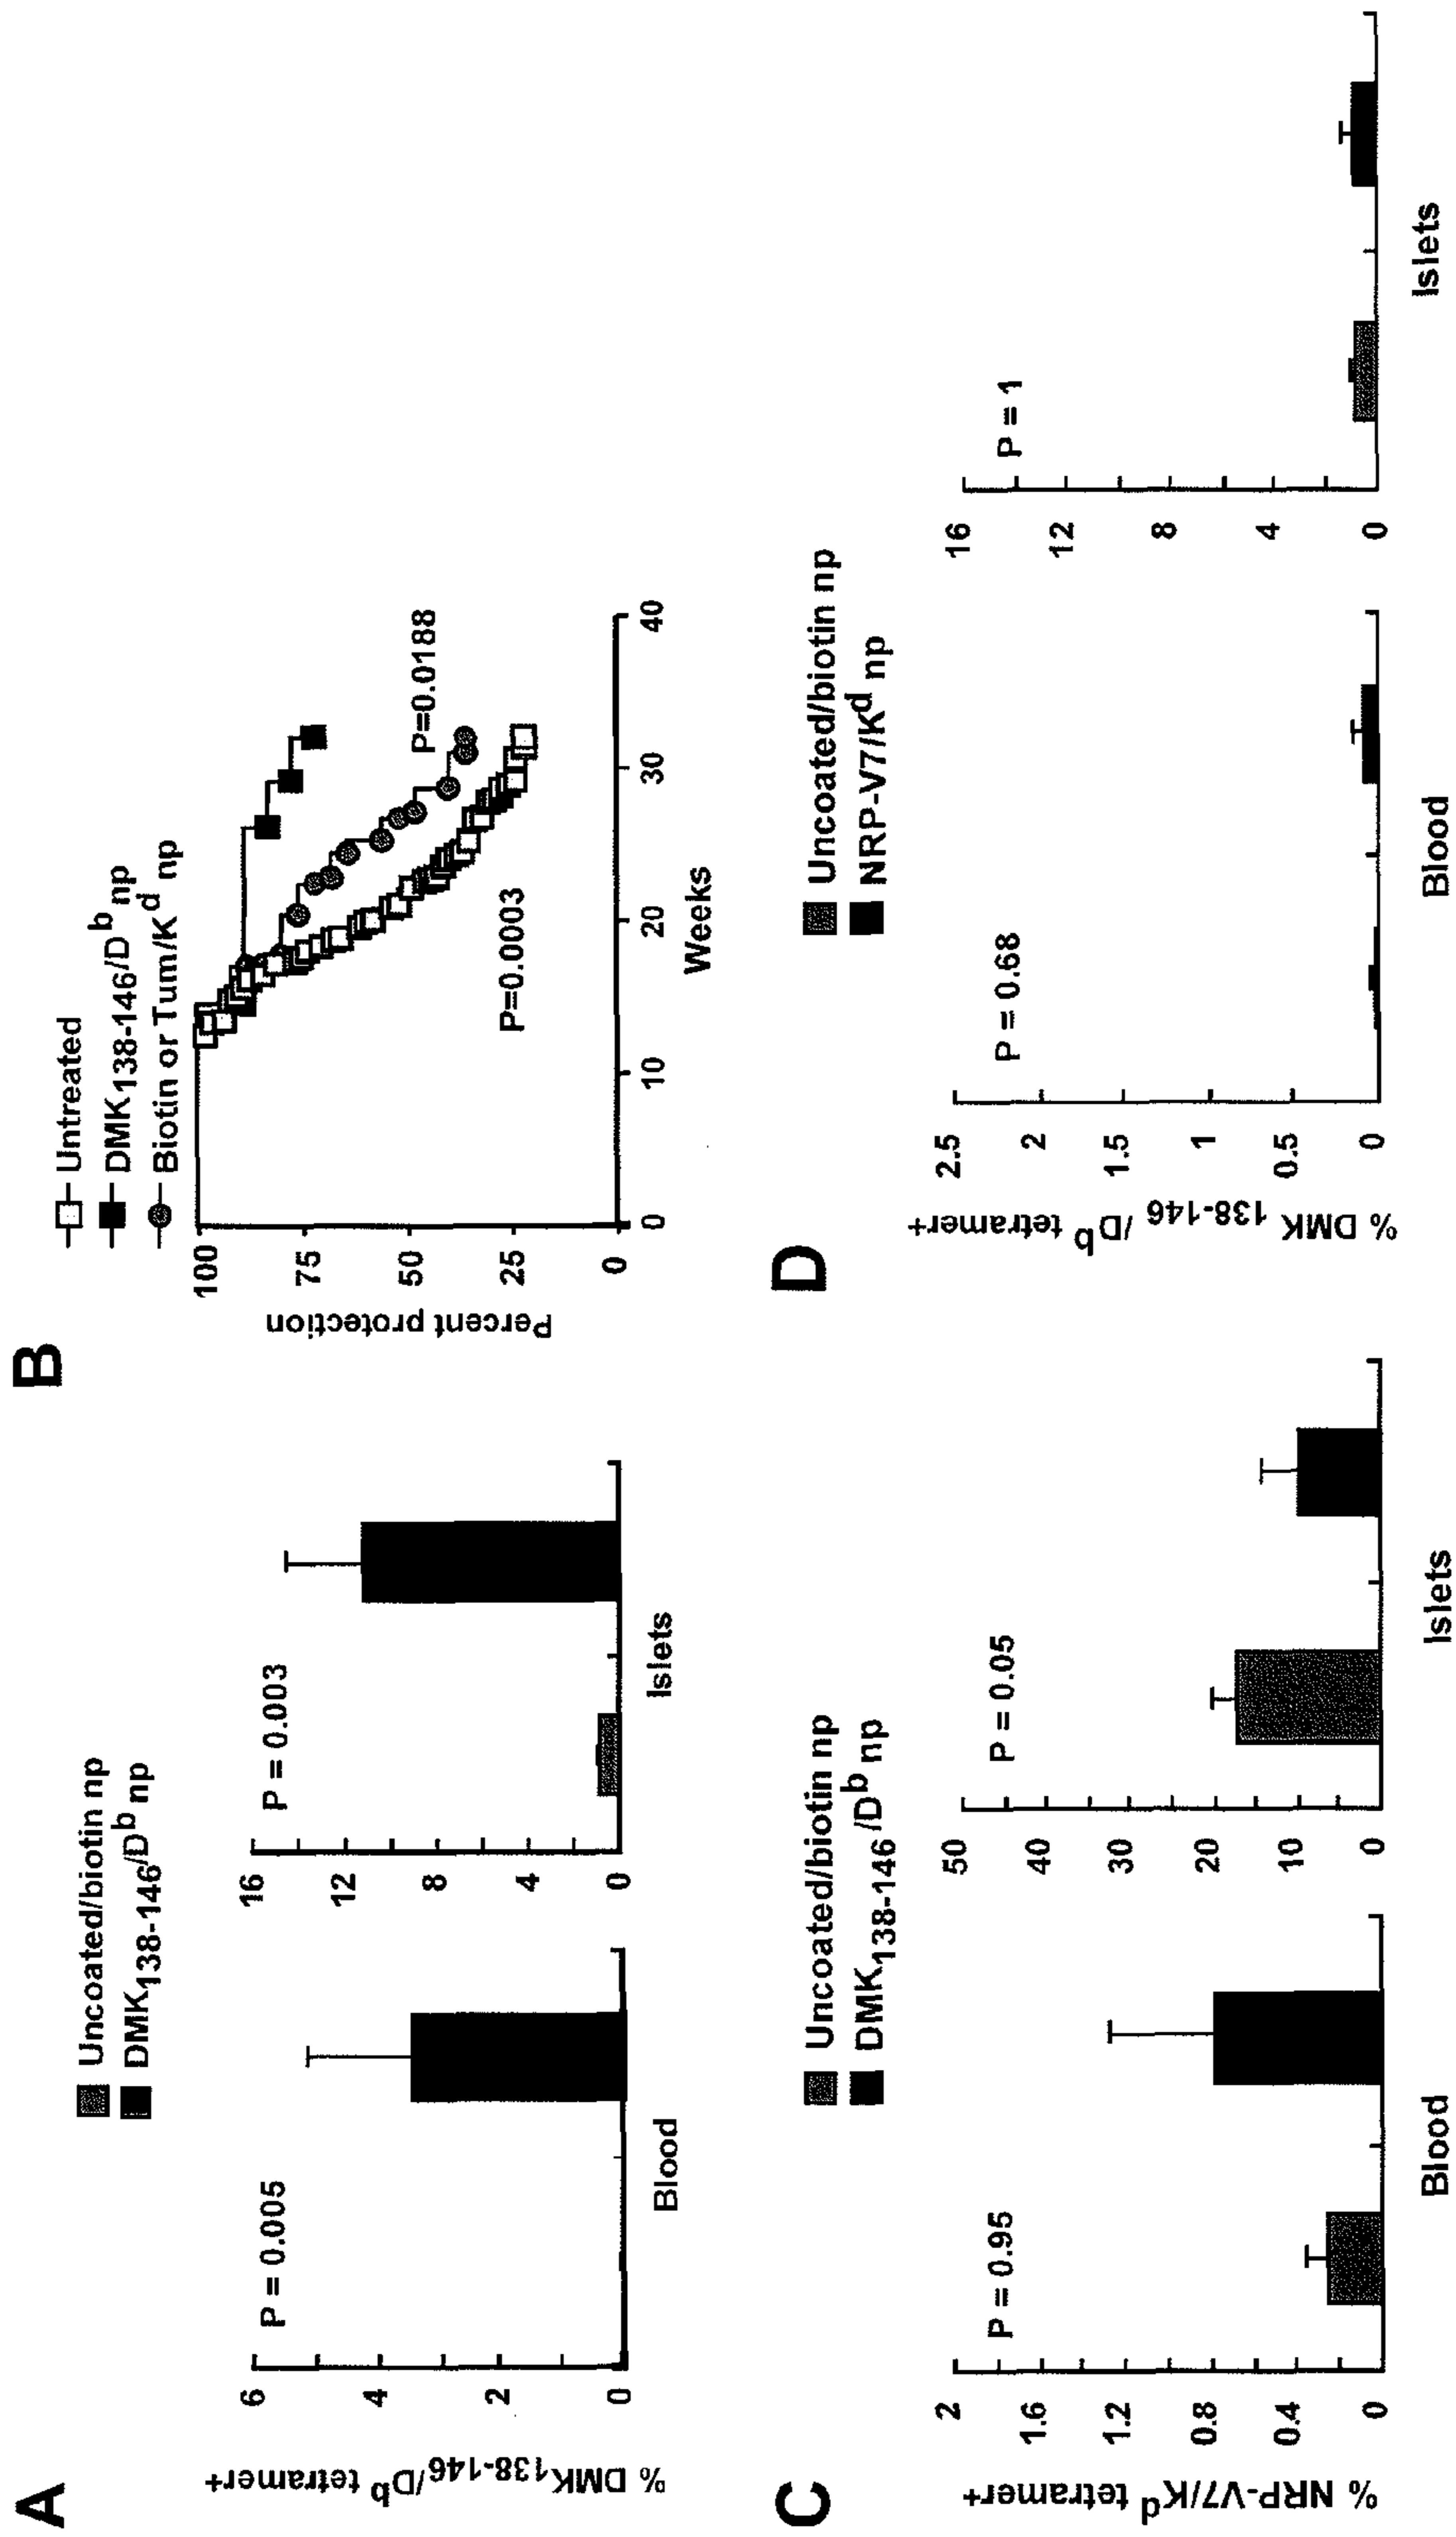 A
Uncoated/biotin np
DMK138-146/Db np
% DMK138-146/Db tetramer+
6
4
2
0
P = 0.005
Blood
16
12
8
4
0
P = 0.003
Islets
B
Untreated
DMK138-146/Db np
Biotin or Tum/Kd np
Percent protection
100
75
50
25
0
P=0.0003
P=0.0188
0
10
20
30
40
Weeks
C
Uncoated/biotin np
DMK138-146/Db np
% NRP-V7/Kd tetramer+
2
1.6
1.2
0.8
0.4
0
P = 0.95
Blood
50
40
30
20
10
0
P = 0.05
Islets
D
Uncoated/biotin np
NRP-V7/Kd np
% DMK 138-146 /Db tetramer+
2.5
2
1.5
1
0.5
0
P = 0.68
Blood
16
12
8
4
0
P = 1
Islets